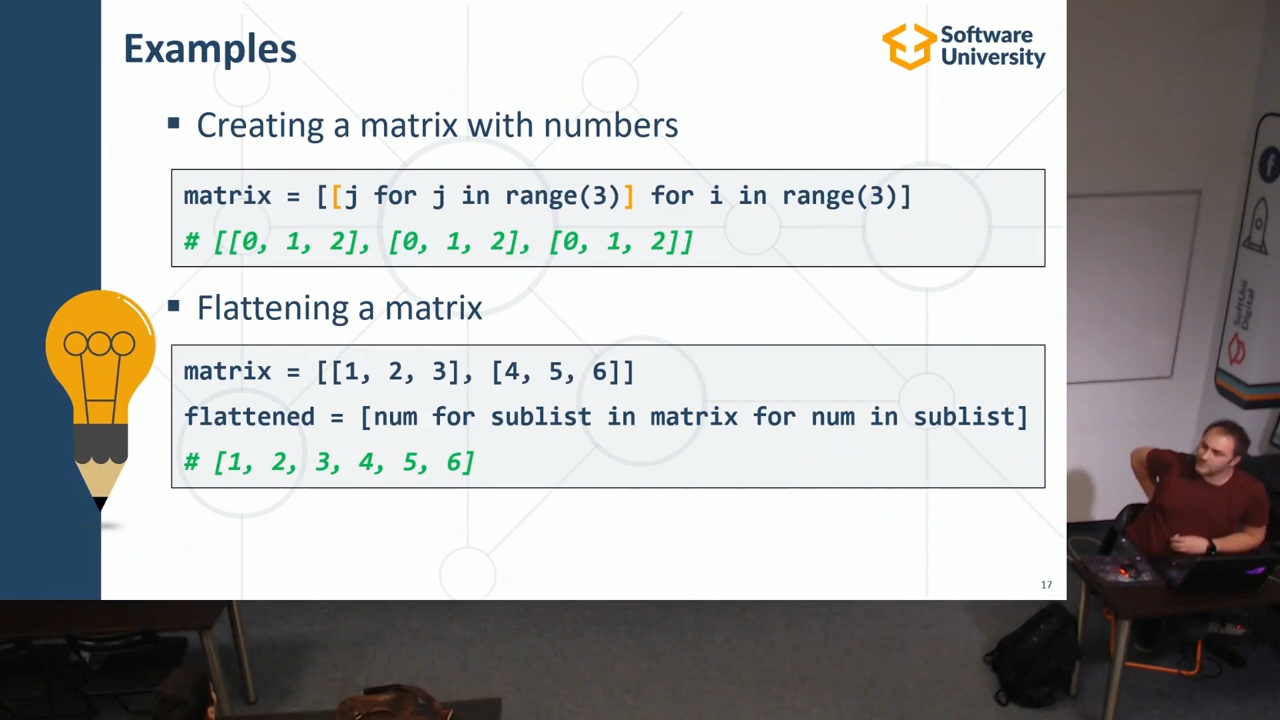 Examples
Software
University
▪ Creating a matrix with numbers
matrix = [[j for j in range(3)] for i in range(3)]
# [[0, 1, 2], [0, 1, 2], [0, 1, 2]]
▪ Flattening a matrix
matrix = [[1, 2, 3], [4, 5, 6]]
flattened = [num for sublist in matrix for num in sublist]
# [1, 2, 3, 4, 5, 6]
17
SoftUni
Digital